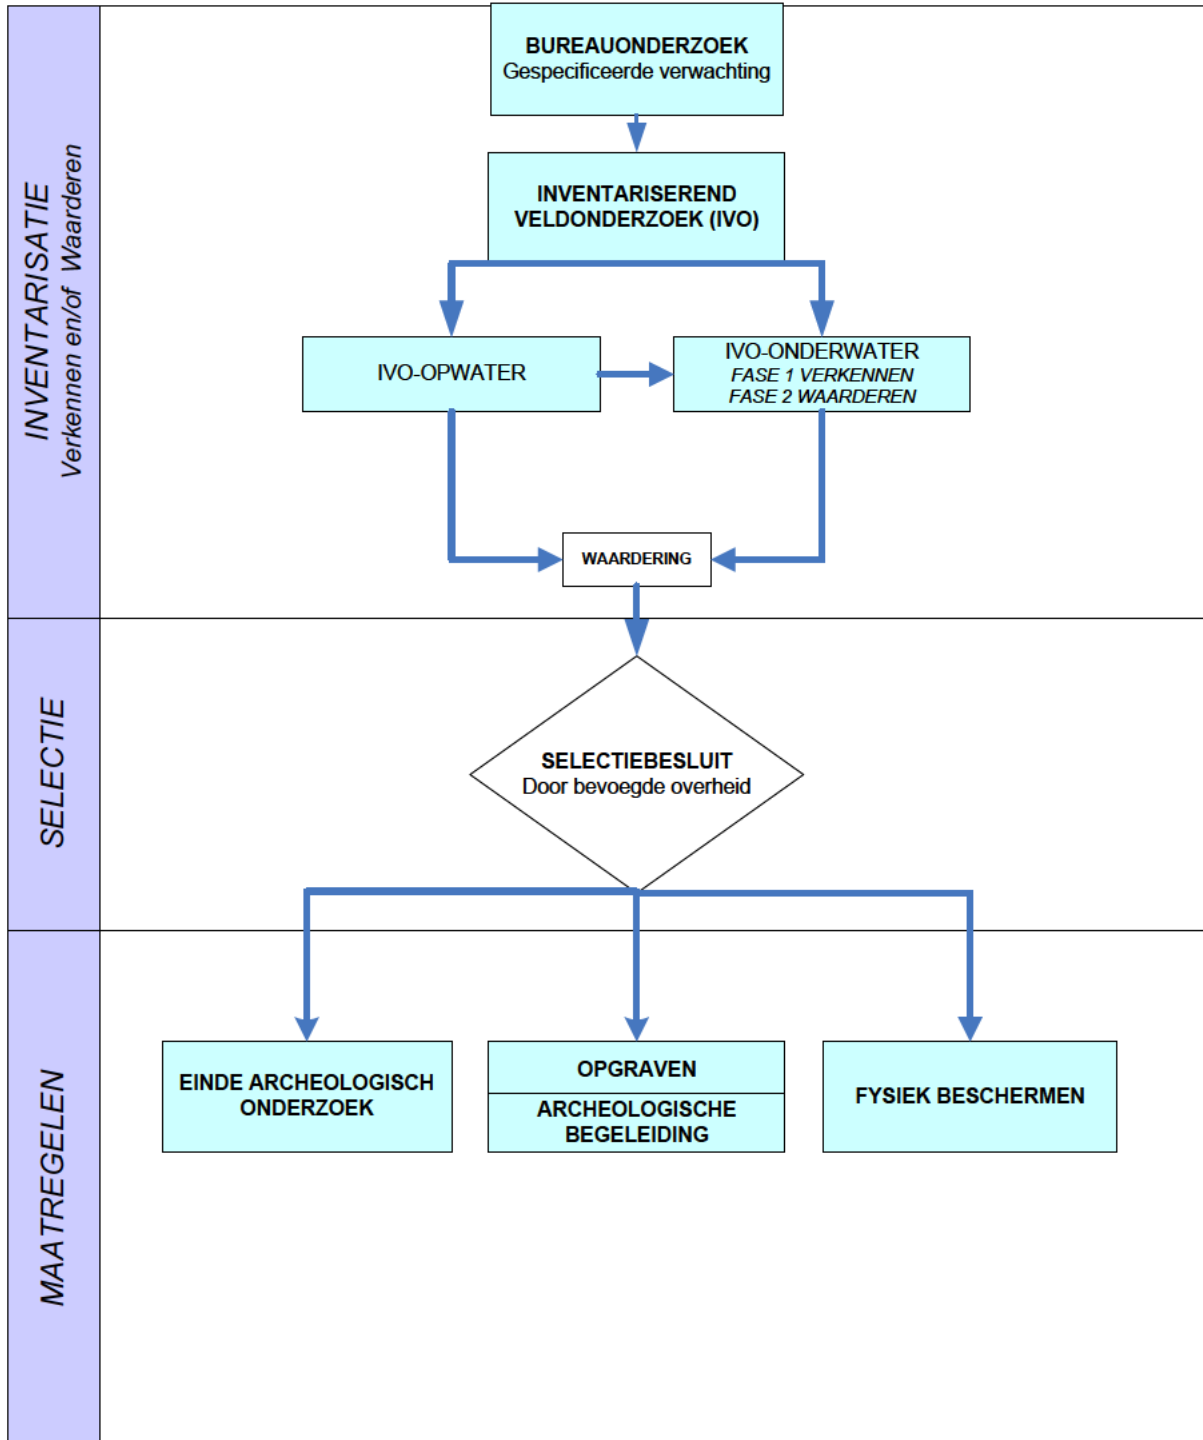 INVENTARISATIE
Verkennen en/of Waarderen
BUREAUONDERZOEK
Gespecificeerde verwachting
INVENTARISEREND
VELDONDERZOEK (IVO)
IVO-OPWATER
IVO-ONDERWATER
FASE 1 VERKENNEN
FASE 2 WAARDEREN
WAARDERING
SELECTIE
SELECTIEBESLUIT
Door bevoegde overheid
MAATREGELEN
EINDE ARCHEOLOGISCH
ONDERZOEK
OPGRAVEN
ARCHEOLOGISCHE
BEGELEIDING
FYSIEK BESCHERMEN